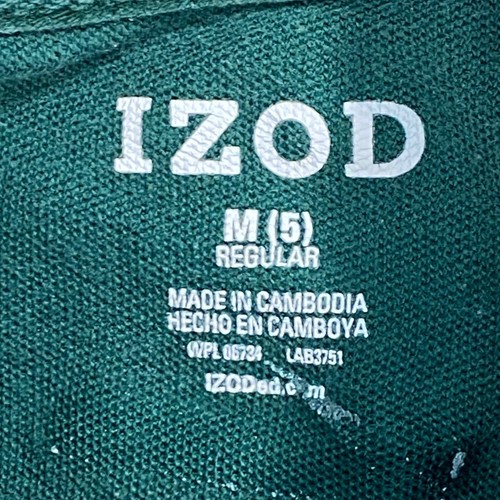 IZOD
M (5)
REGULAR
MADE IN CAMBODIA
HECHO EN CAMBOYA
WPL 06734 LAB3751